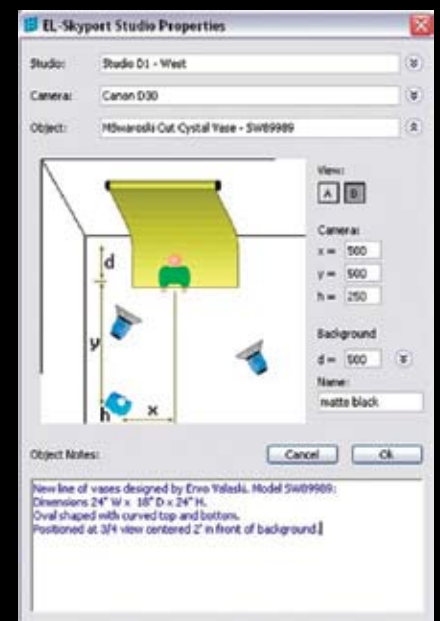 EL-Skyport Studio Properties
Studio: Studio D1 - West
Camera: Canon D30
Object: MSwaroski Cut Cystal Vase - SW89989
View:
A B
Camera:
x = 500
y = 500
h = 250
Background
d = 500
Name:
matte black
d
y
h x
Object Notes: Cancel Ok
New line of vases designed by Envo Yalaski. Model SW89989:
Dimensions 24" W x 18" D x 24" H.
Oval shaped with curved top and bottom.
Positioned at 3/4 view centered 2' in front of background.